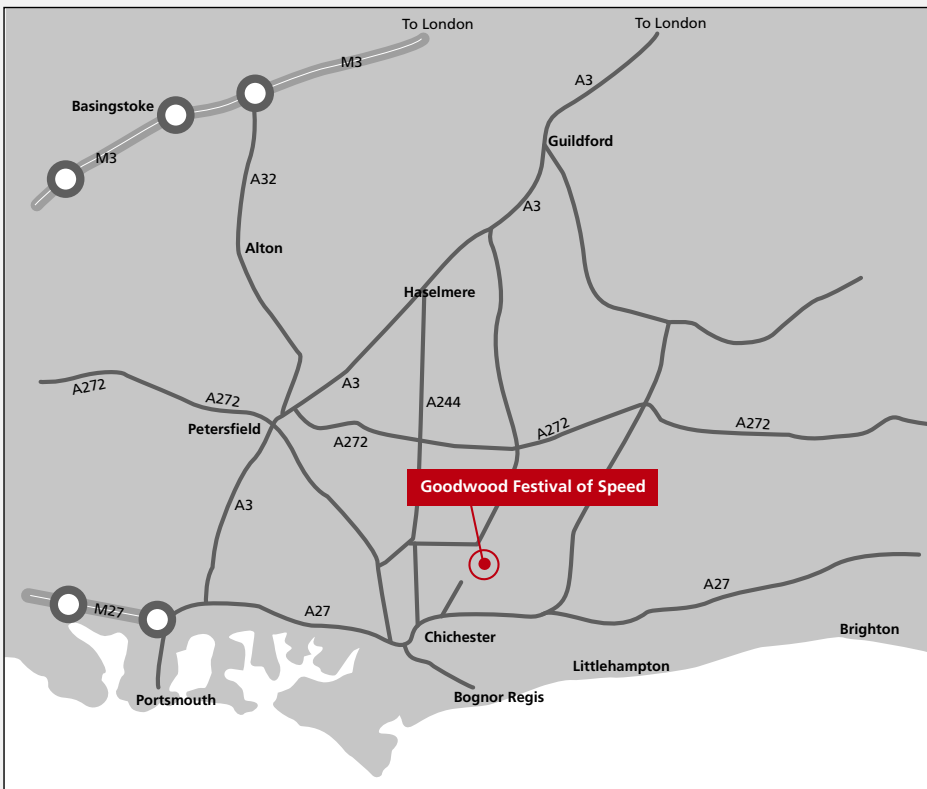 To London
To London
M3
A3
Basingstoke
Guildford
M3
A32
A3
Alton
Haselmere
A3
A272
A272
A244
A272
A272
A272
Petersfield
Goodwood Festival of Speed
A3
A27
M27
A27
Chichester
Brighton
Littlehampton
Portsmouth
Bognor Regis